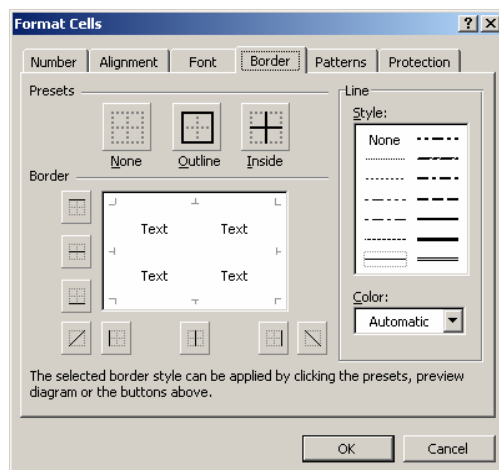 Format Cells
Number Alignment Font Border Patterns Protection
Presets
None Outline Inside
Border
Text Text
Text Text
Line
Style:
None
Color:
Automatic
The selected border style can be applied by clicking the presets, preview
diagram or the buttons above.
OK Cancel